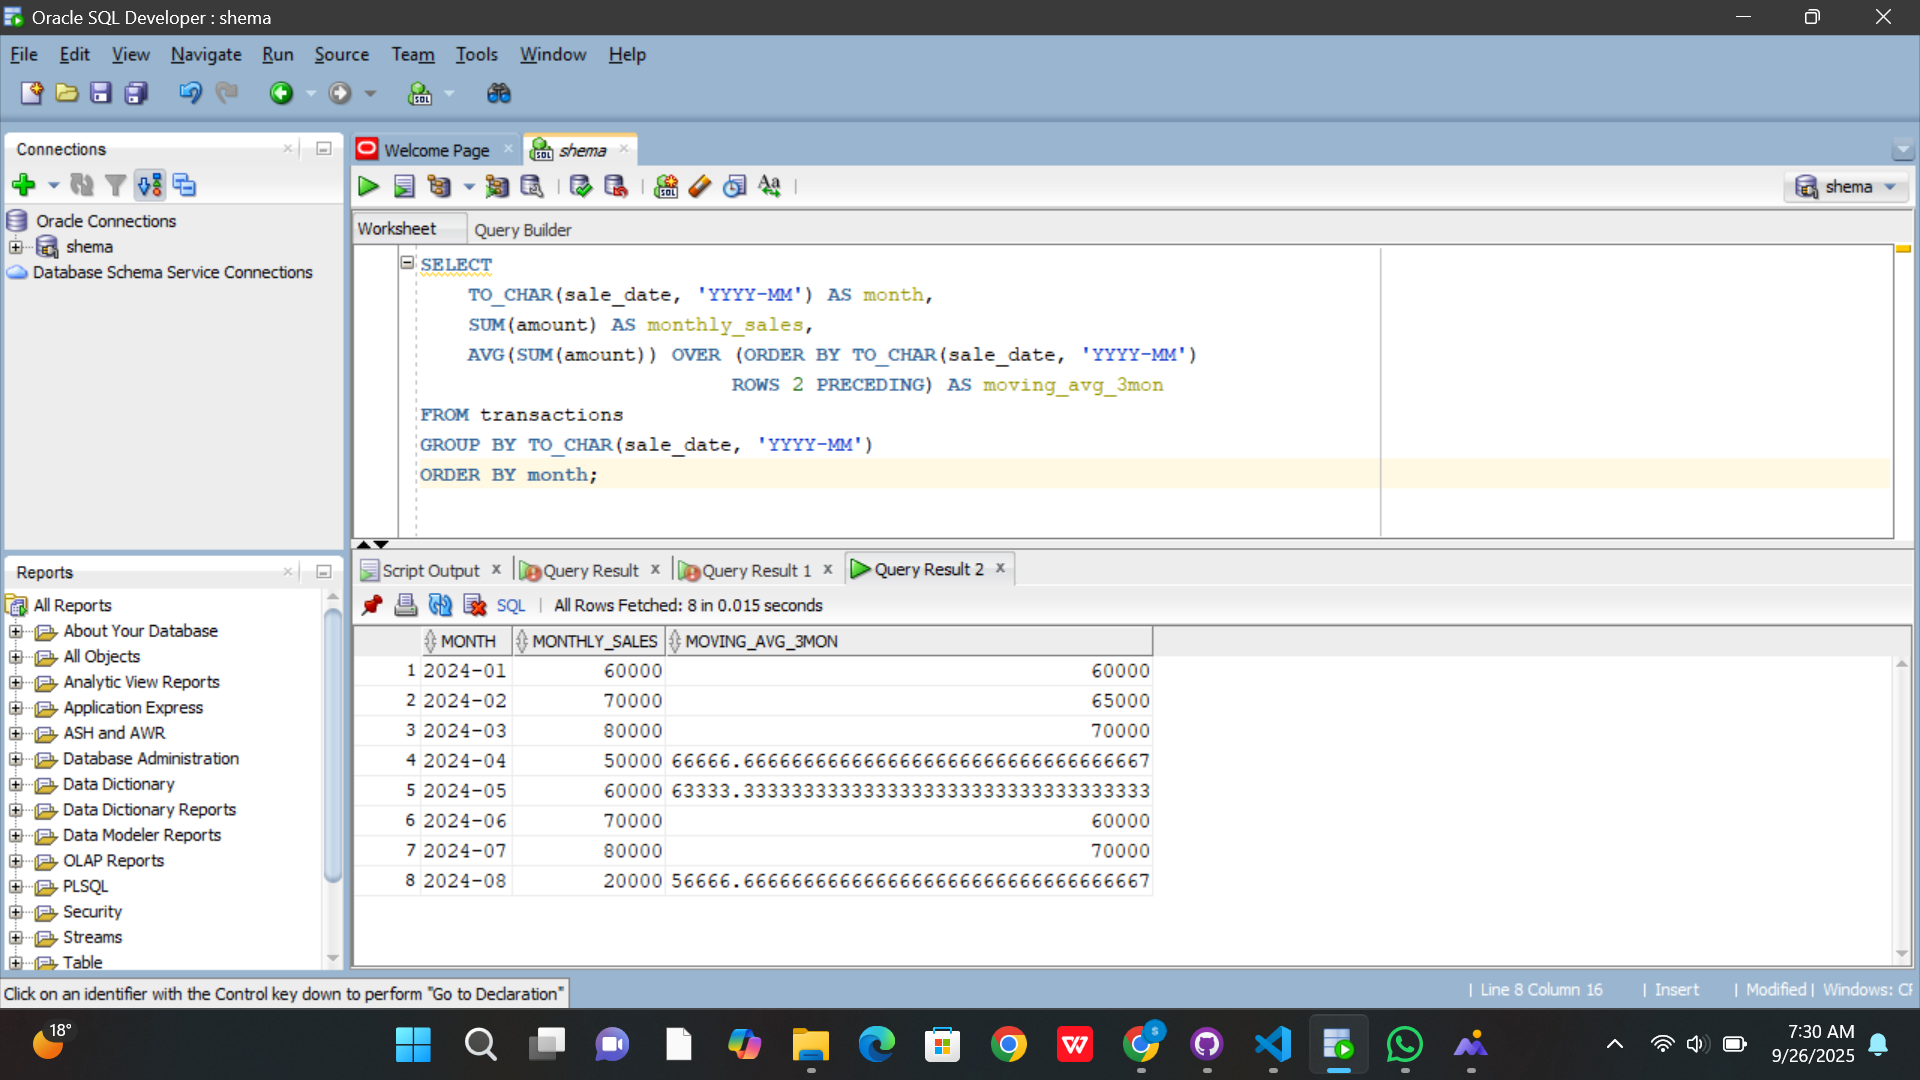 Oracle SQL Developer : shema
File Edit View Navigate Run Source Team Tools Window Help
Connections
Oracle Connections
shema
Database Schema Service Connections
Welcome Page
shema
shema
Worksheet Query Builder
SELECT
TO_CHAR(sale_date, 'YYYY-MM') AS month,
SUM(amount) AS monthly_sales,
AVG(SUM(amount)) OVER (ORDER BY TO_CHAR(sale_date, 'YYYY-MM')
ROWS 2 PRECEDING) AS moving_avg_3mon
FROM transactions
GROUP BY TO_CHAR(sale_date, 'YYYY-MM')
ORDER BY month;
Reports
All Reports
About Your Database
All Objects
Analytic View Reports
Application Express
ASH and AWR
Database Administration
Data Dictionary
Data Dictionary Reports
Data Modeler Reports
OLAP Reports
PLSQL
Security
Streams
Table
Script Output Query Result Query Result 1 Query Result 2
SQL All Rows Fetched: 8 in 0.015 seconds
MONTH MONTHLY_SALES MOVING_AVG_3MON
1 2024-01 60000 60000
2 2024-02 70000 65000
3 2024-03 80000 70000
4 2024-04 50000 66666.6666666666666666666666666666666667
5 2024-05 60000 63333.3333333333333333333333333333333333
6 2024-06 70000 60000
7 2024-07 80000 70000
8 2024-08 20000 56666.6666666666666666666666666666666667
Click on an identifier with the Control key down to perform "Go to Declaration"
| Line 8 Column 16 | Insert | Modified | Windows: CF
18°
7:30 AM
9/26/2025